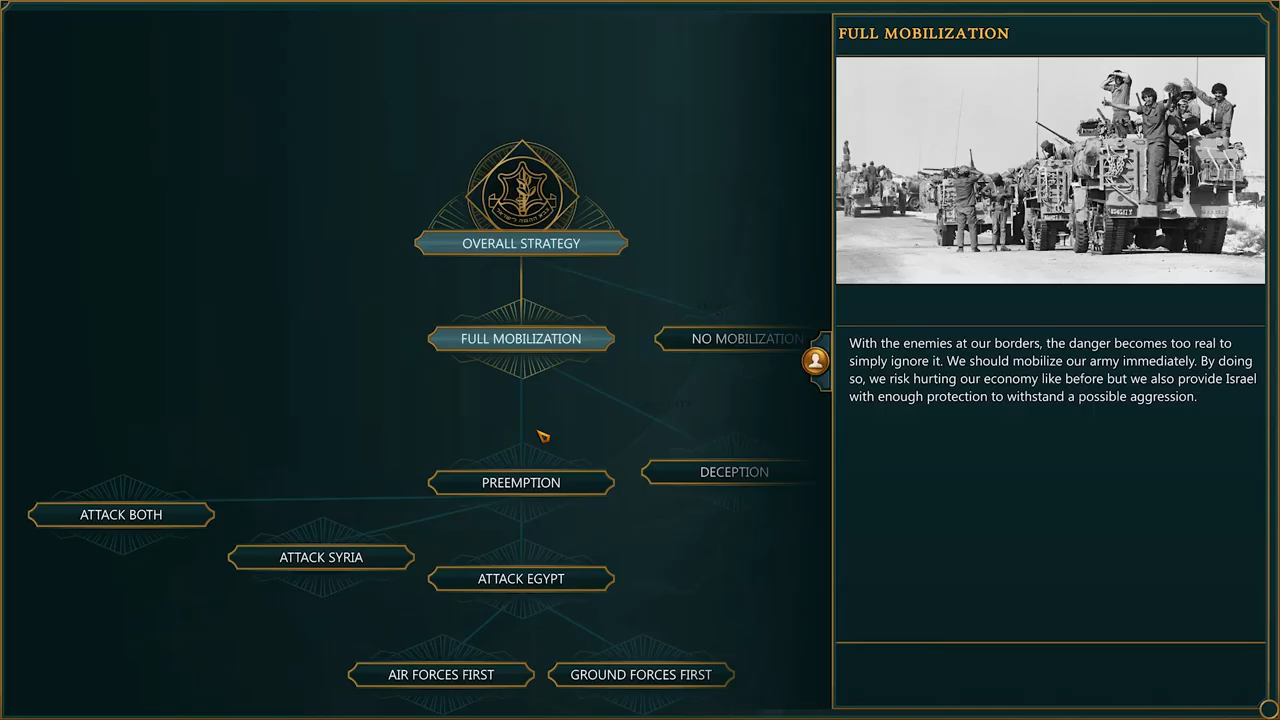 FULL MOBILIZATION
OVERALL STRATEGY
FULL MOBILIZATION
NO MOBILIZATION
With the enemies at our borders, the danger becomes too real to
simply ignore it. We should mobilize our army immediately. By doing
so, we risk hurting our economy like before but we also provide Israel
with enough protection to withstand a possible aggression.
PREEMPTION
DECEPTION
ATTACK BOTH
ATTACK SYRIA
ATTACK EGYPT
AIR FORCES FIRST
GROUND FORCES FIRST